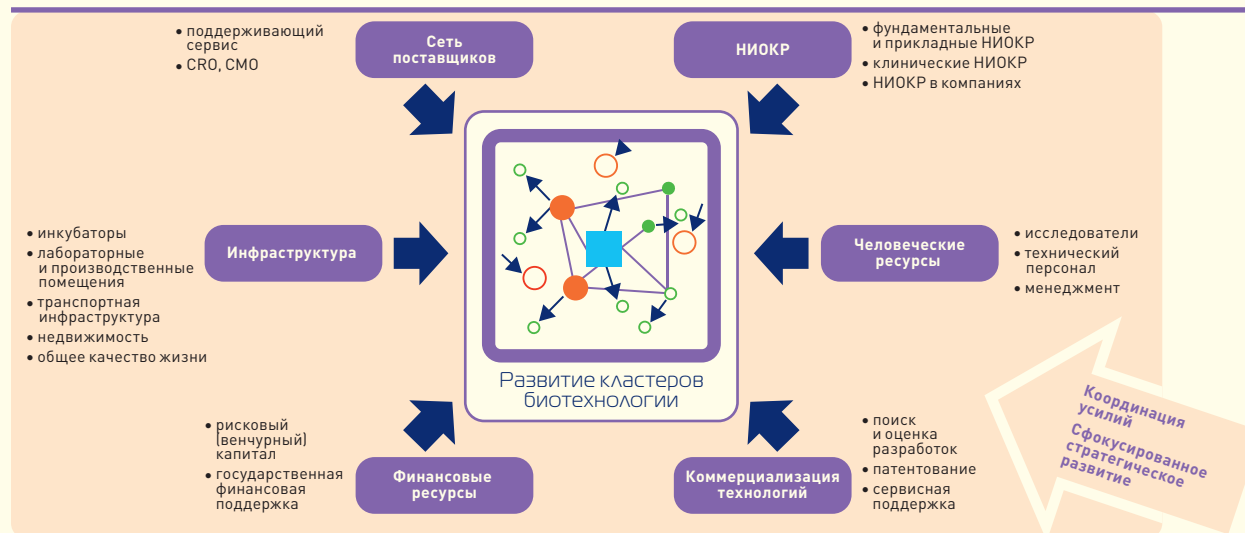 • поддерживающий
сервис
• CRO, CMO
Сеть
поставщиков
НИОКР
• фундаментальные
и прикладные НИОКР
• клинические НИОКР
• НИОКР в компаниях
• инкубаторы
• лабораторные
и производственные
помещения
• транспортная
инфраструктура
• недвижимость
• общее качество жизни
Инфраструктура
Человеческие
ресурсы
• исследователи
• технический
персонал
• менеджмент
Развитие кластеров
биотехнологии
• рисковый
(венчурный)
капитал
• государственная
финансовая
поддержка
Финансовые
ресурсы
Коммерциализация
технологий
• поиск
и оценка
разработок
• патентование
• сервисная
поддержка
Координация
усилий
Сфокусированное
стратегическое
развитие